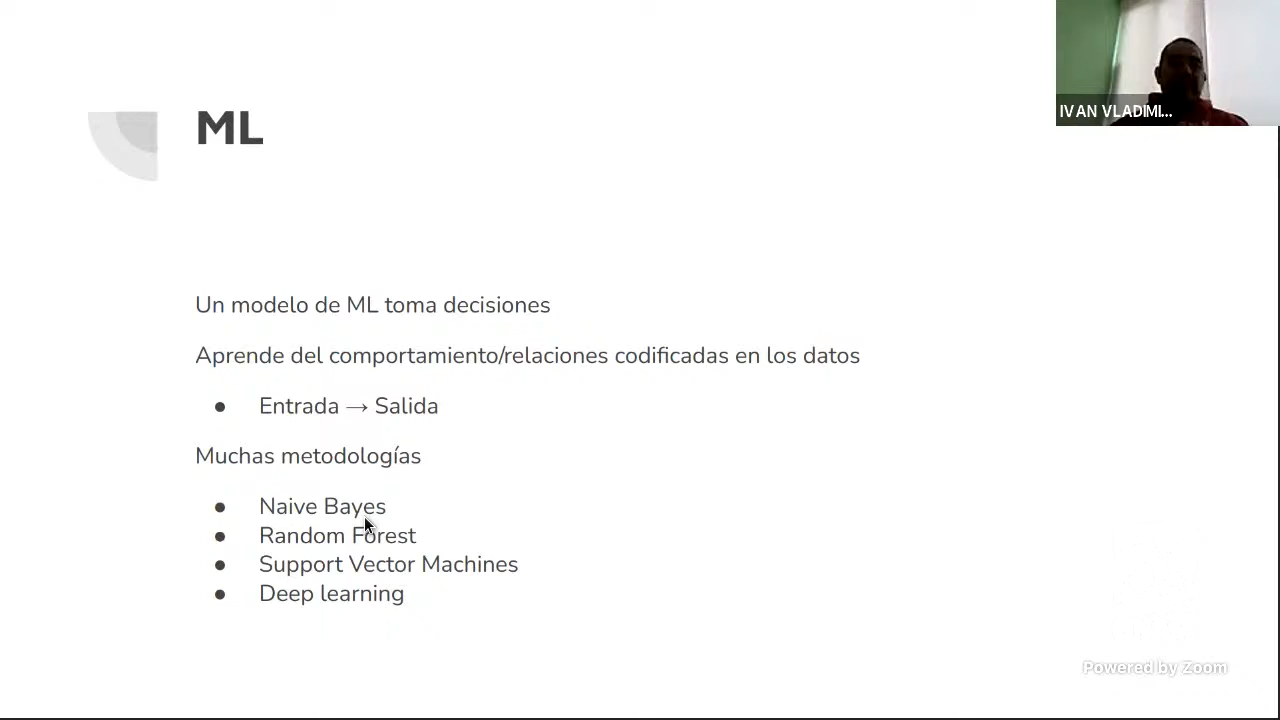 ML
IVAN VLADIMI...
Un modelo de ML toma decisiones
Aprende del comportamiento/relaciones codificadas en los datos
● Entrada → Salida
Muchas metodologías
● Naive Bayes
● Random Forest
● Support Vector Machines
● Deep learning
Powered by Zoom